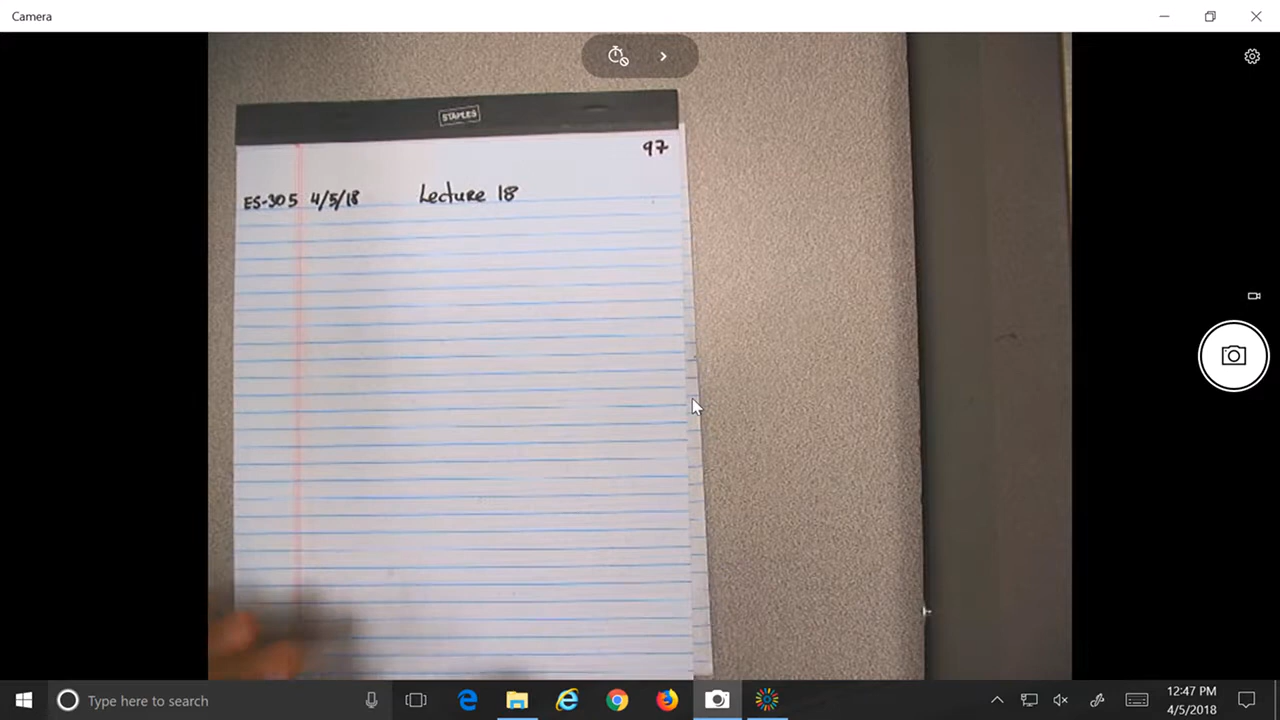 Camera
STAPLES
97
ES-305 4/5/18 Lecture 18
Type here to search
12:47 PM
4/5/2018